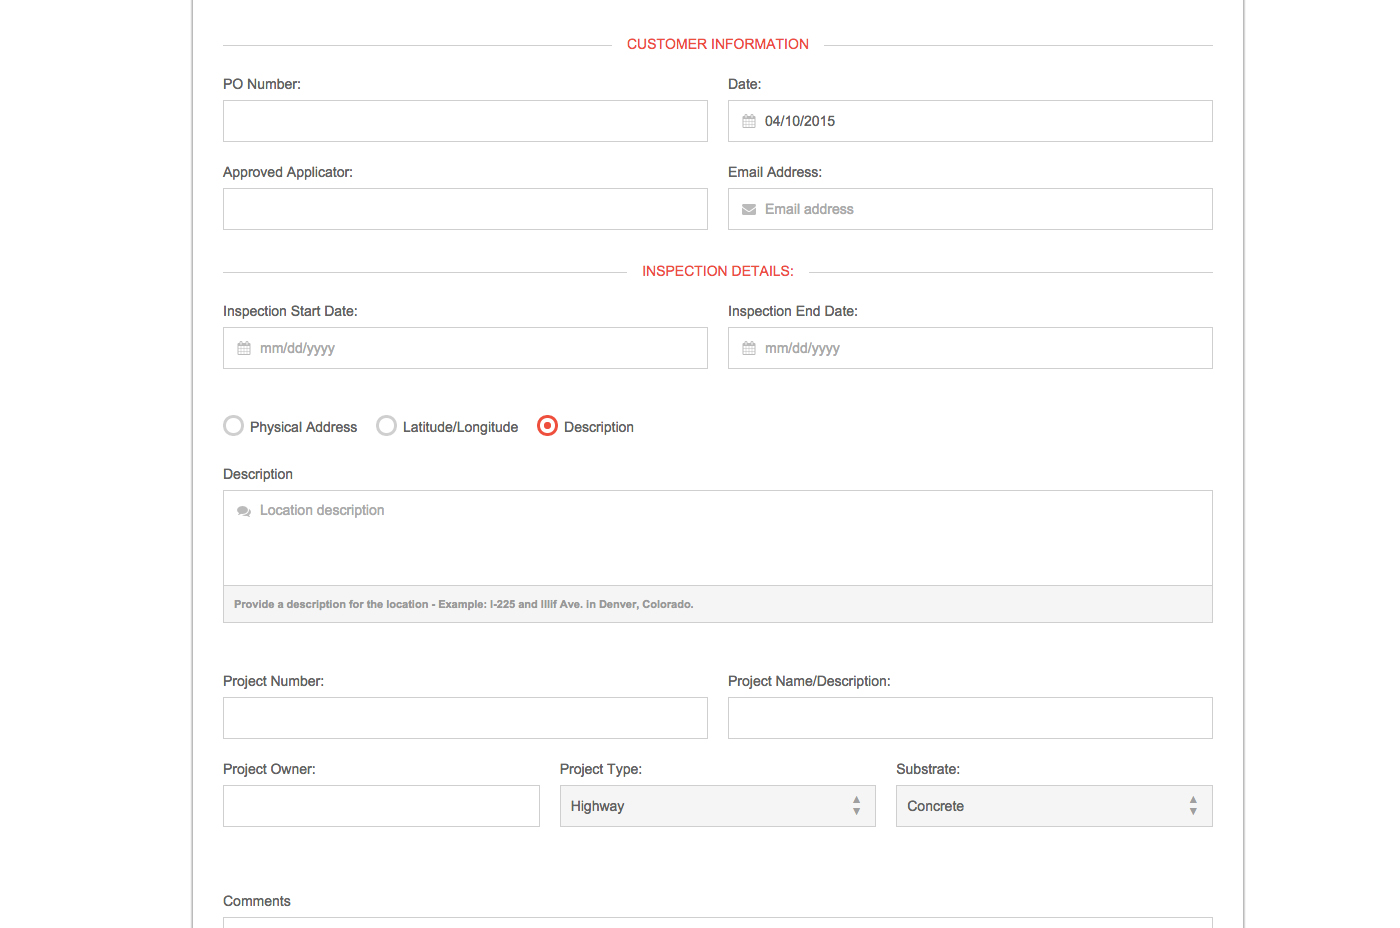 CUSTOMER INFORMATION
PO Number:
Date:
04/10/2015
Approved Applicator:
Email Address:
Email address
INSPECTION DETAILS:
Inspection Start Date:
Inspection End Date:
mm/dd/yyyy
mm/dd/yyyy
Physical Address
Latitude/Longitude
Description
Description
Location description
Provide a description for the location - Example: I-225 and Illif Ave. in Denver, Colorado.
Project Number:
Project Name/Description:
Project Owner:
Project Type:
Substrate:
Highway
Concrete
Comments